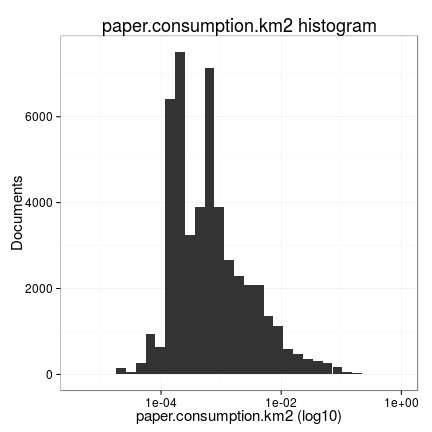 paper.consumption.km2 histogram
6000
4000
2000
0
Documents
1e-04 1e-02 1e+00
paper.consumption.km2 (log10)